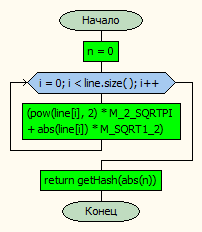 Начало
n = 0
i = 0; i < line.size( ); i++
(pow(line[i], 2) * M_2_SQRTPI
+ abs(line[i]) * M_SQRT1_2)
return getHash(abs(n))
Конец